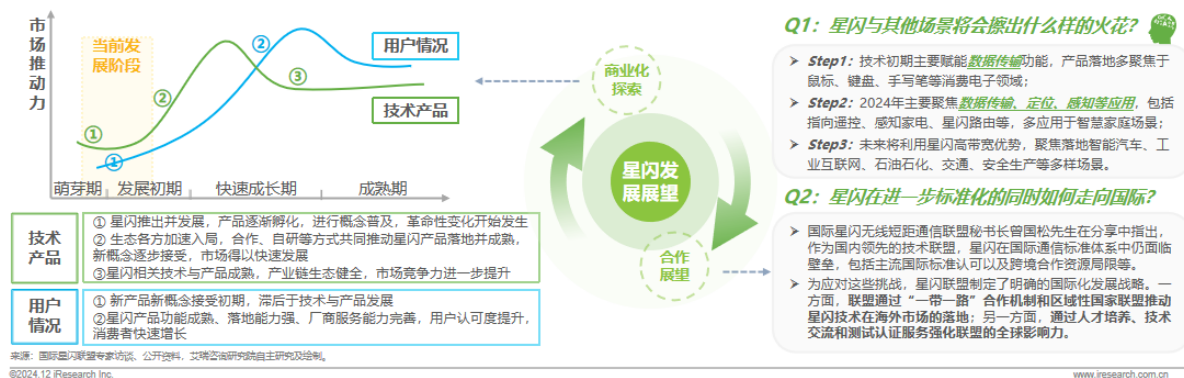 市场推动力
当前发
展阶段
①
②
③
①
②
用户情况
技术产品
萌芽期
发展初期
快速成长期
成熟期
技术
产品
① 星闪推出并发展，产品逐渐孵化，进行概念普及，革命性变化开始发生
② 生态各方加速入局，合作、自研等方式共同推动星闪产品落地并成熟，
新概念逐步接受，市场得以快速发展
③星闪相关技术与产品成熟，产业链生态健全，市场竞争力进一步提升
用户
情况
① 新产品新概念接受初期，滞后于技术与产品发展
②星闪产品功能成熟、落地能力强、厂商服务能力完善，用户认可度提升，
消费者快速增长
商业化
探索
星闪发
展展望
合作
展望
Q1：星闪与其他场景将会擦出什么样的火花？
➢ Step1：技术初期主要赋能数据传输功能，产品落地多聚焦于
鼠标、键盘、手写笔等消费电子领域；
➢ Step2：2024年主要聚焦数据传输、定位、感知等应用，包括
指向遥控、感知家电、星闪路由等，多应用于智慧家庭场景；
➢ Step3：未来将利用星闪高带宽优势，聚焦落地智能汽车、工
业互联网、石油石化、交通、安全生产等多样场景。
Q2：星闪在进一步标准化的同时如何走向国际？
➢ 国际星闪无线短距通信联盟秘书长曾国松先生在分享中指出，
作为国内领先的技术联盟，星闪在国际通信标准体系中仍面临
壁垒，包括主流国际标准认可以及跨境合作资源局限等。
➢ 为应对这些挑战，星闪联盟制定了明确的国际化发展战略。一
方面，联盟通过“一带一路”合作机制和区域性国家联盟推动
星闪技术在海外市场的落地；另一方面，通过人才培养、技术
交流和测试认证服务强化联盟的全球影响力。
来源：国际星闪联盟专家访谈、公开资料，艾瑞咨询研究院自主研究及绘制。
©2024.12 iResearch Inc.
www.iresearch.com.cn